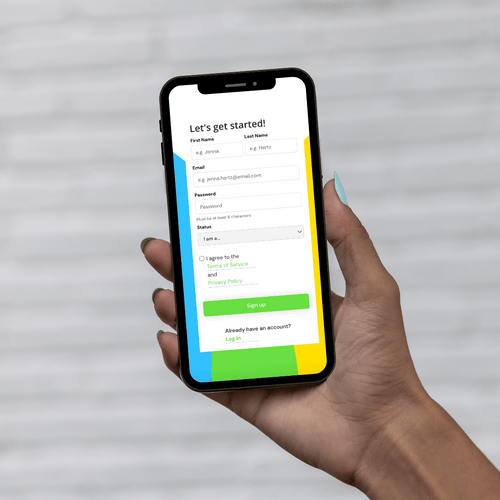 Let's get started!
First Name Last Name
e.g. Jenna e.g. Hertz
Email
e.g. jenna.hertz@email.com
Password
Password
Must be at least 6 characters
Status
I am a...
I agree to the
Terms of Service
and
Privacy Policy
Sign up
Already have an account?
Log in